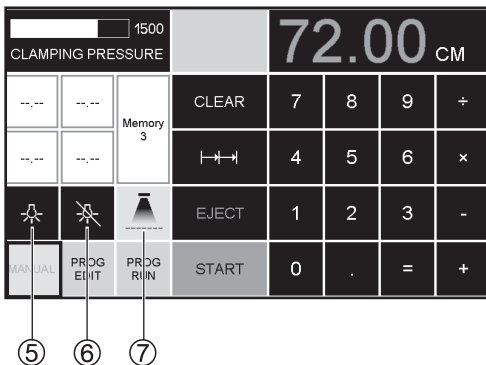 1500
CLAMPING PRESSURE
72.00 CM
--.-- --.-- Memory 3 CLEAR 7 8 9 ÷
--.-- --.-- 4 5 6 ×
EJECT 1 2 3 -
MANUAL PROG EDIT PROG RUN START 0 . = +
⑤ ⑥ ⑦